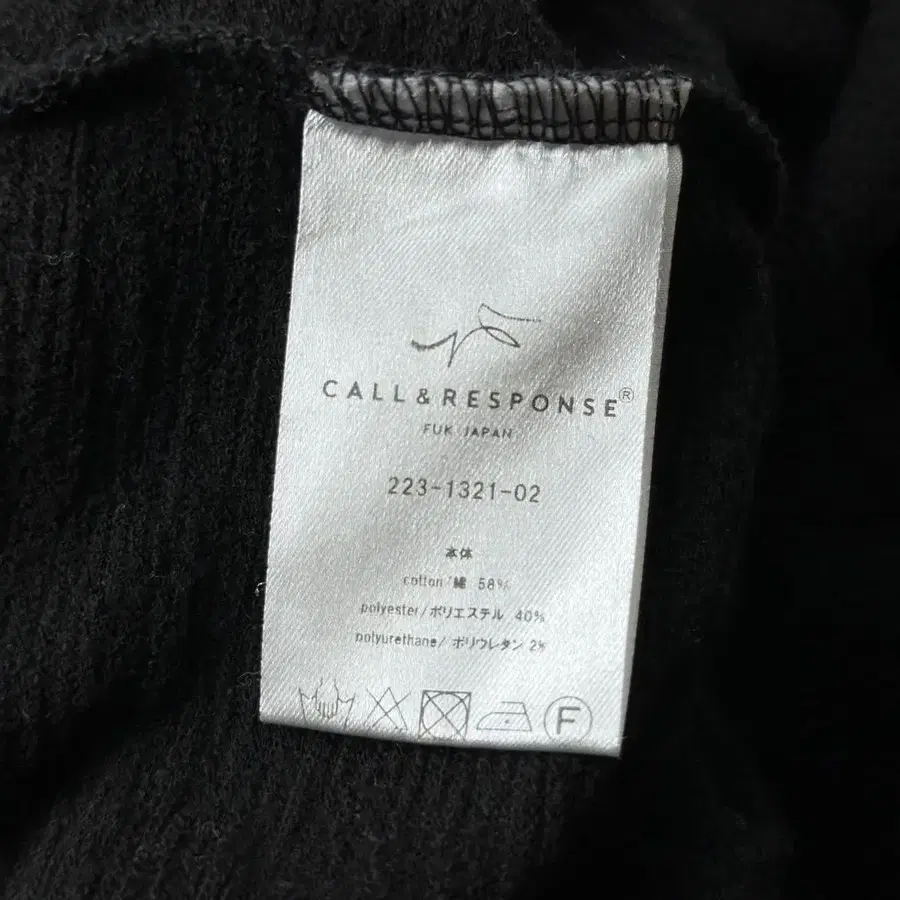 CALL&RESPONSE®
FUK JAPAN
223-1321-02
本体
cotton/綿 58%
polyester/ポリエステル 40%
polyurethane/ポリウレタン 2%
F